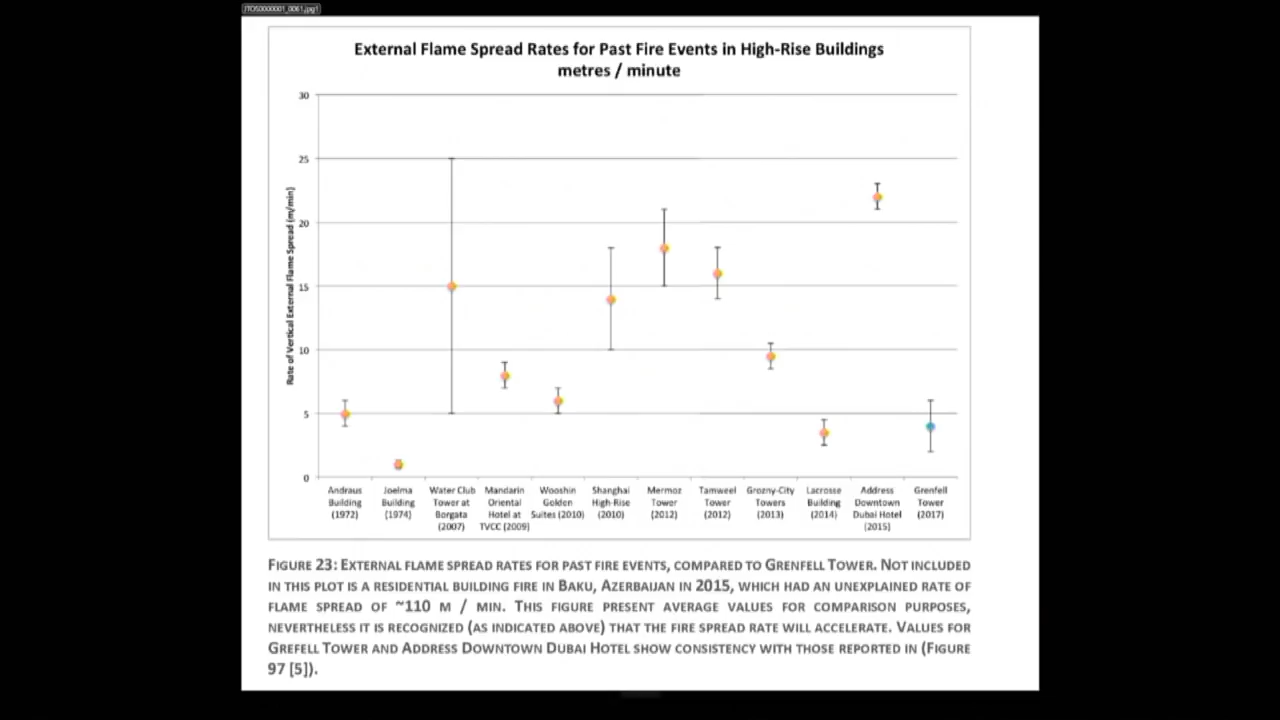 JTOS0000001_0061.jpg1
External Flame Spread Rates for Past Fire Events in High-Rise Buildings
metres / minute
Rate of Vertical External Flame Spread (m/min)
30
25
20
15
10
5
0
Andraus Building (1972)
Joelma Building (1974)
Water Club Tower at Borgata (2007)
Mandarin Oriental Hotel at TVCC (2009)
Wooshin Golden Suites (2010)
Shanghai High-Rise (2010)
Mermoz Tower (2012)
Tamweel Tower (2012)
Grozny-City Towers (2013)
Lacrosse Building (2014)
Address Downtown Dubai Hotel (2015)
Grenfell Tower (2017)
FIGURE 23: EXTERNAL FLAME SPREAD RATES FOR PAST FIRE EVENTS, COMPARED TO GRENFELL TOWER. NOT INCLUDED
IN THIS PLOT IS A RESIDENTIAL BUILDING FIRE IN BAKU, AZERBAIJAN IN 2015, WHICH HAD AN UNEXPLAINED RATE OF
FLAME SPREAD OF ~110 M / MIN. THIS FIGURE PRESENT AVERAGE VALUES FOR COMPARISON PURPOSES,
NEVERTHELESS IT IS RECOGNIZED (AS INDICATED ABOVE) THAT THE FIRE SPREAD RATE WILL ACCELERATE. VALUES FOR
GREFELL TOWER AND ADDRESS DOWNTOWN DUBAI HOTEL SHOW CONSISTENCY WITH THOSE REPORTED IN (FIGURE
97 [5]).